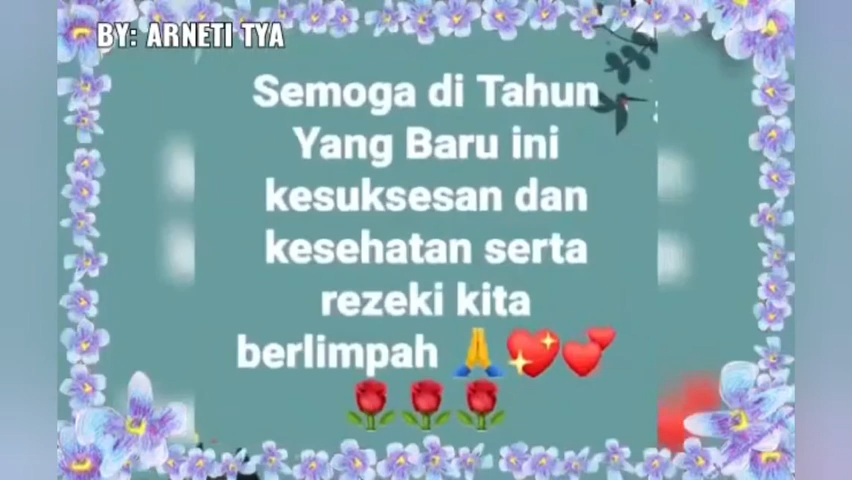 BY: ARNETI TYA
Semoga di Tahun
Yang Baru ini
kesuksesan dan
kesehatan serta
rezeki kita
berlimpah 🙏💖💕
🌹🌹🌹